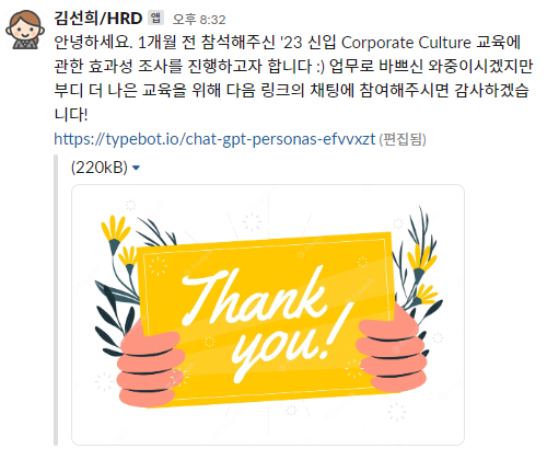 김선희/HRD 앱 오후 8:32
안녕하세요. 1개월 전 참석해주신 '23 신입 Corporate Culture 교육에
관한 효과성 조사를 진행하고자 합니다 :) 업무로 바쁘신 와중이시겠지만
부디 더 나은 교육을 위해 다음 링크의 채팅에 참여해주시면 감사하겠습
니다!
https://typebot.io/chat-gpt-personas-efvvxzt (편집됨)
(220kB)
Thank
you!